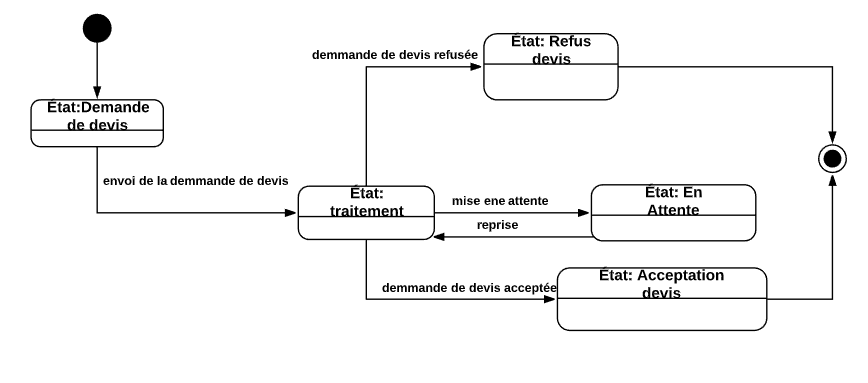 État: Refus
devis
demmande de devis refusée
État:Demande
de devis
envoi de la demmande de devis
État:
traitement
mise ene attente
reprise
État: En
Attente
demmande de devis acceptée
État: Acceptation
devis